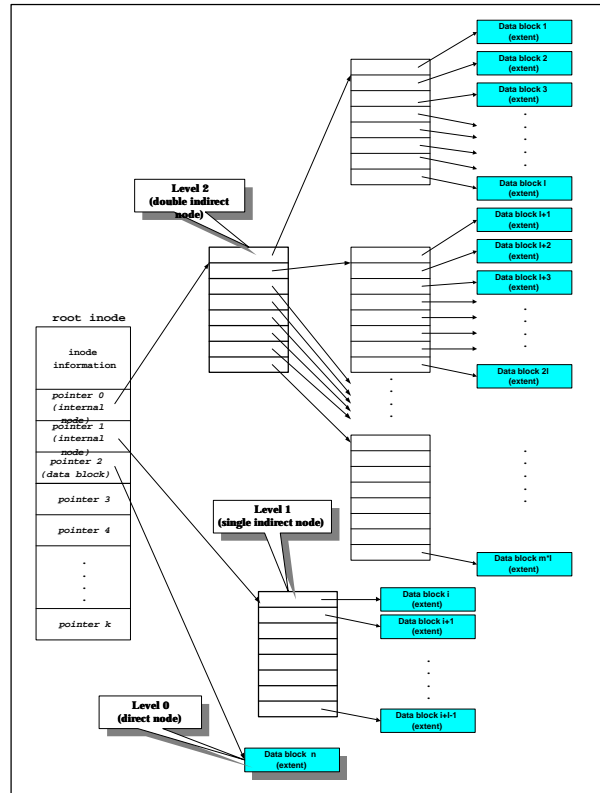 Data block 1
(extent)
Data block 2
(extent)
Data block 3
(extent)
Data block l
(extent)
Level 2
(double indirect
node)
Data block l+1
(extent)
Data block l+2
(extent)
Data block l+3
(extent)
Data block 2l
(extent)
root inode
inode
information
pointer 0
(internal
node)
pointer 1
(internal
node)
pointer 2
(data block)
pointer 3
pointer 4
pointer k
Level 1
(single indirect node)
Data block m*l
(extent)
Data block i
(extent)
Data block i+1
(extent)
Data block i+l-1
(extent)
Level 0
(direct node)
Data block n
(extent)